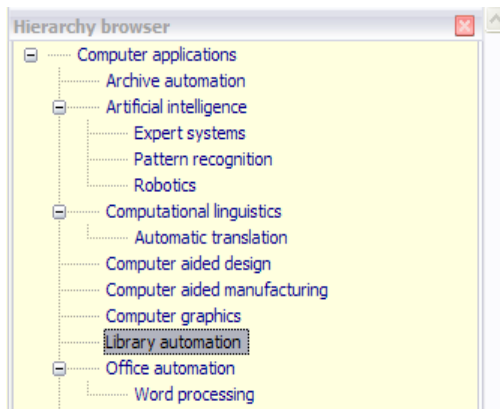 Hierarchy browser
Computer applications
Archive automation
Artificial intelligence
Expert systems
Pattern recognition
Robotics
Computational linguistics
Automatic translation
Computer aided design
Computer aided manufacturing
Computer graphics
Library automation
Office automation
Word processing